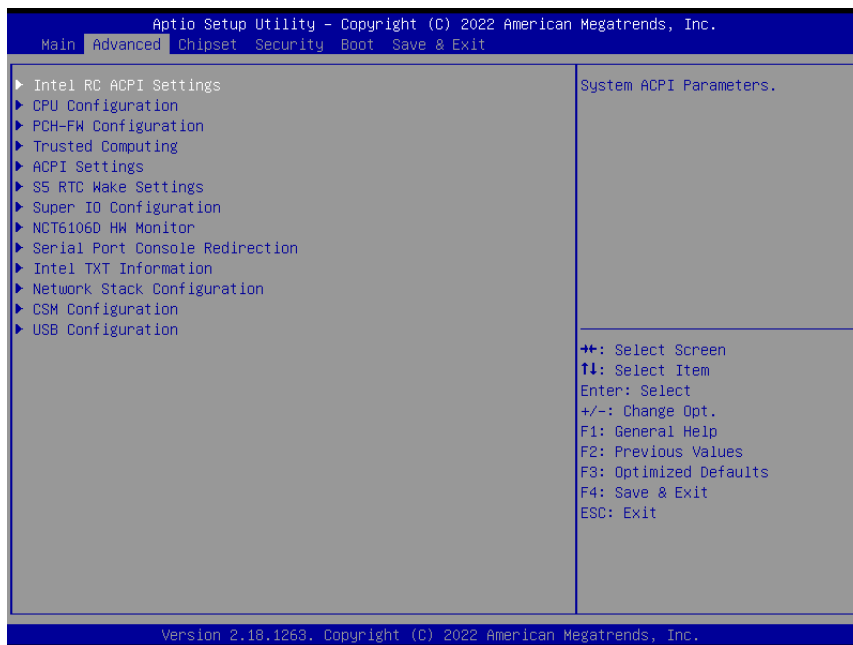 Aptio Setup Utility – Copyright (C) 2022 American Megatrends, Inc.
Main Advanced Chipset Security Boot Save & Exit
▶ Intel RC ACPI Settings
▶ CPU Configuration
▶ PCH-FW Configuration
▶ Trusted Computing
▶ ACPI Settings
▶ S5 RTC Wake Settings
▶ Super IO Configuration
▶ NCT6106D HW Monitor
▶ Serial Port Console Redirection
▶ Intel TXT Information
▶ Network Stack Configuration
▶ CSM Configuration
▶ USB Configuration
System ACPI Parameters.
→←: Select Screen
↑↓: Select Item
Enter: Select
+/-: Change Opt.
F1: General Help
F2: Previous Values
F3: Optimized Defaults
F4: Save & Exit
ESC: Exit
Version 2.18.1263. Copyright (C) 2022 American Megatrends, Inc.